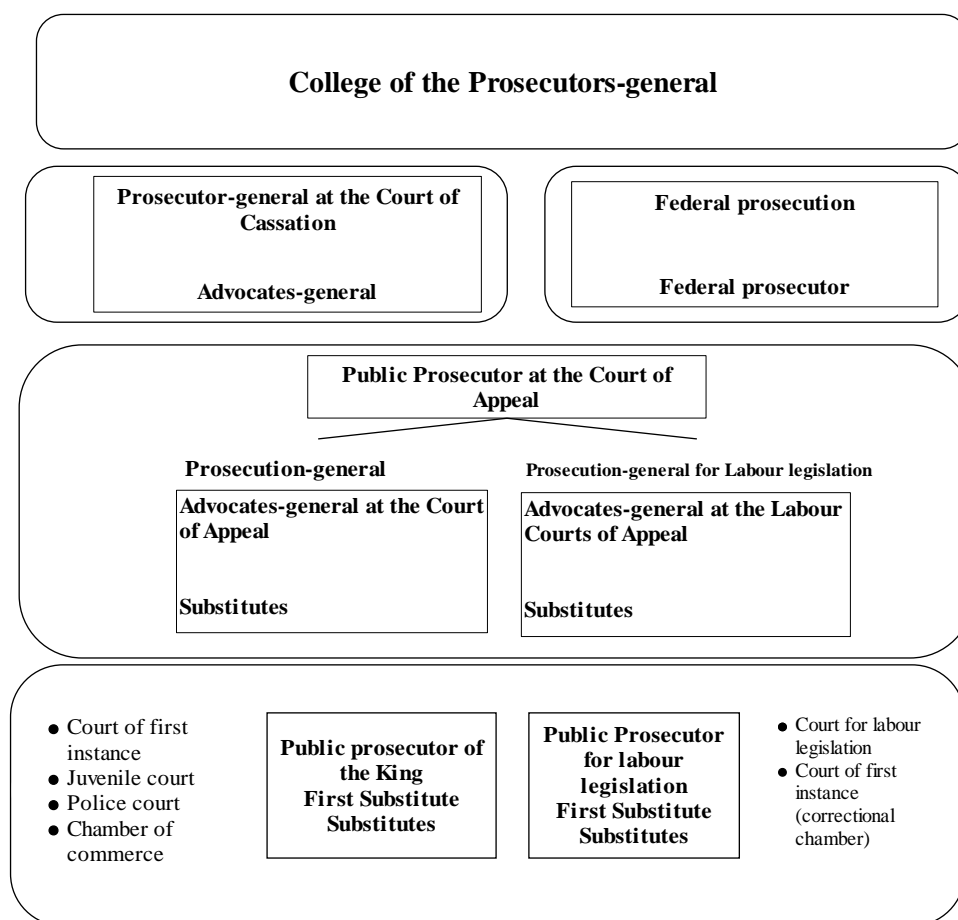 College of the Prosecutors-general
Prosecutor-general at the Court of
Cassation
Advocates-general
Federal prosecution
Federal prosecutor
Public Prosecutor at the Court of
Appeal
Prosecution-general
Advocates-general at the Court
of Appeal
Substitutes
Prosecution-general for Labour legislation
Advocates-general at the Labour
Courts of Appeal
Substitutes
● Court of first
instance
● Juvenile court
● Police court
● Chamber of
commerce
Public prosecutor of
the King
First Substitute
Substitutes
Public Prosecutor
for labour
legislation
First Substitute
Substitutes
● Court for labour
legislation
● Court of first
instance
(correctional
chamber)